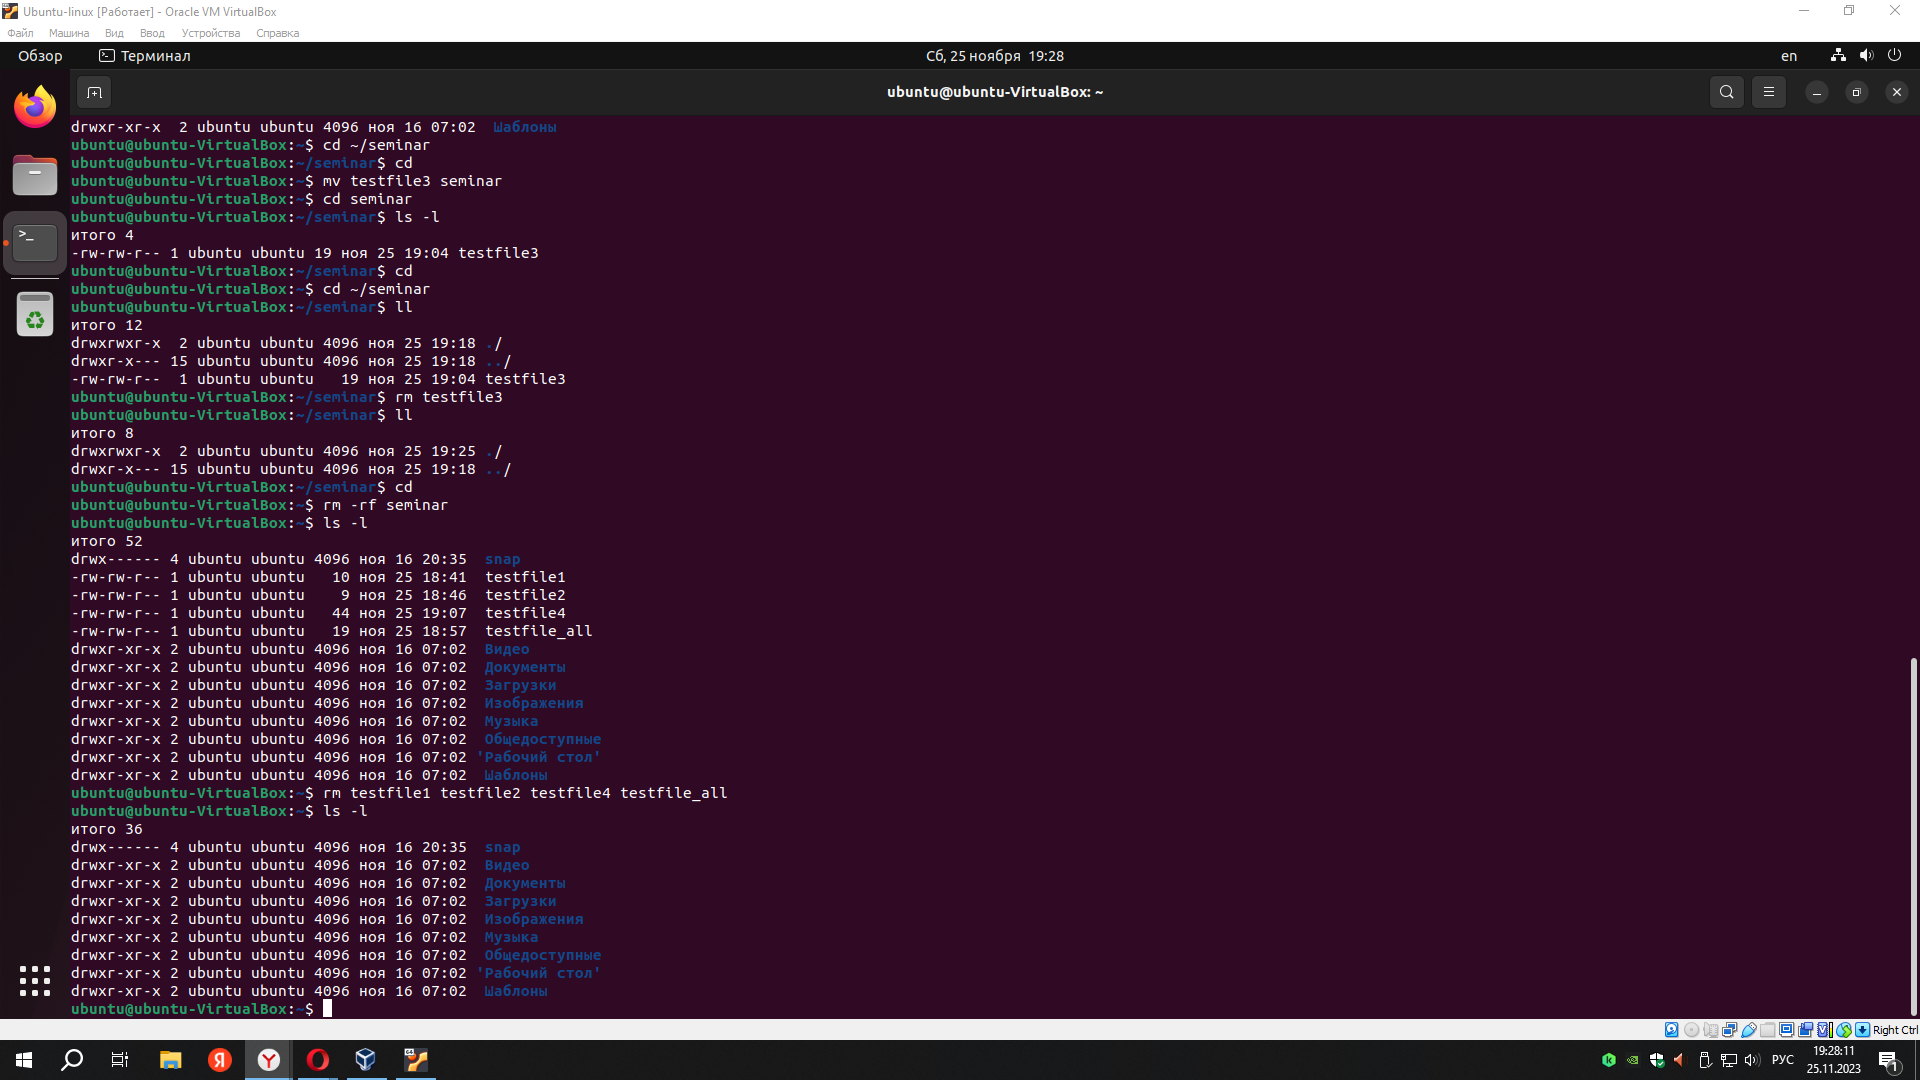 Ubuntu-linux [Работает] - Oracle VM VirtualBox
Файл Машина Вид Ввод Устройства Справка
Обзор Терминал Сб, 25 ноября 19:28 en
ubuntu@ubuntu-VirtualBox: ~
drwxr-xr-x  2 ubuntu ubuntu 4096 ноя 16 07:02  Шаблоны
ubuntu@ubuntu-VirtualBox:~$ cd ~/seminar
ubuntu@ubuntu-VirtualBox:~/seminar$ cd
ubuntu@ubuntu-VirtualBox:~$ mv testfile3 seminar
ubuntu@ubuntu-VirtualBox:~$ cd seminar
ubuntu@ubuntu-VirtualBox:~/seminar$ ls -l
итого 4
-rw-rw-r-- 1 ubuntu ubuntu 19 ноя 25 19:04 testfile3
ubuntu@ubuntu-VirtualBox:~/seminar$ cd
ubuntu@ubuntu-VirtualBox:~$ cd ~/seminar
ubuntu@ubuntu-VirtualBox:~/seminar$ ll
итого 12
drwxrwxr-x  2 ubuntu ubuntu 4096 ноя 25 19:18 ./
drwxr-x--- 15 ubuntu ubuntu 4096 ноя 25 19:18 ../
-rw-rw-r--  1 ubuntu ubuntu   19 ноя 25 19:04 testfile3
ubuntu@ubuntu-VirtualBox:~/seminar$ rm testfile3
ubuntu@ubuntu-VirtualBox:~/seminar$ ll
итого 8
drwxrwxr-x  2 ubuntu ubuntu 4096 ноя 25 19:25 ./
drwxr-x--- 15 ubuntu ubuntu 4096 ноя 25 19:18 ../
ubuntu@ubuntu-VirtualBox:~/seminar$ cd
ubuntu@ubuntu-VirtualBox:~$ rm -rf seminar
ubuntu@ubuntu-VirtualBox:~$ ls -l
итого 52
drwx------ 4 ubuntu ubuntu 4096 ноя 16 20:35  snap
-rw-rw-r-- 1 ubuntu ubuntu   10 ноя 25 18:41  testfile1
-rw-rw-r-- 1 ubuntu ubuntu    9 ноя 25 18:46  testfile2
-rw-rw-r-- 1 ubuntu ubuntu   44 ноя 25 19:07  testfile4
-rw-rw-r-- 1 ubuntu ubuntu   19 ноя 25 18:57  testfile_all
drwxr-xr-x 2 ubuntu ubuntu 4096 ноя 16 07:02  Видео
drwxr-xr-x 2 ubuntu ubuntu 4096 ноя 16 07:02  Документы
drwxr-xr-x 2 ubuntu ubuntu 4096 ноя 16 07:02  Загрузки
drwxr-xr-x 2 ubuntu ubuntu 4096 ноя 16 07:02  Изображения
drwxr-xr-x 2 ubuntu ubuntu 4096 ноя 16 07:02  Музыка
drwxr-xr-x 2 ubuntu ubuntu 4096 ноя 16 07:02  Общедоступные
drwxr-xr-x 2 ubuntu ubuntu 4096 ноя 16 07:02 'Рабочий стол'
drwxr-xr-x 2 ubuntu ubuntu 4096 ноя 16 07:02  Шаблоны
ubuntu@ubuntu-VirtualBox:~$ rm testfile1 testfile2 testfile4 testfile_all
ubuntu@ubuntu-VirtualBox:~$ ls -l
итого 36
drwx------ 4 ubuntu ubuntu 4096 ноя 16 20:35  snap
drwxr-xr-x 2 ubuntu ubuntu 4096 ноя 16 07:02  Видео
drwxr-xr-x 2 ubuntu ubuntu 4096 ноя 16 07:02  Документы
drwxr-xr-x 2 ubuntu ubuntu 4096 ноя 16 07:02  Загрузки
drwxr-xr-x 2 ubuntu ubuntu 4096 ноя 16 07:02  Изображения
drwxr-xr-x 2 ubuntu ubuntu 4096 ноя 16 07:02  Музыка
drwxr-xr-x 2 ubuntu ubuntu 4096 ноя 16 07:02  Общедоступные
drwxr-xr-x 2 ubuntu ubuntu 4096 ноя 16 07:02 'Рабочий стол'
drwxr-xr-x 2 ubuntu ubuntu 4096 ноя 16 07:02  Шаблоны
ubuntu@ubuntu-VirtualBox:~$
Right Ctrl
РУС 19:28:11
25.11.2023
1